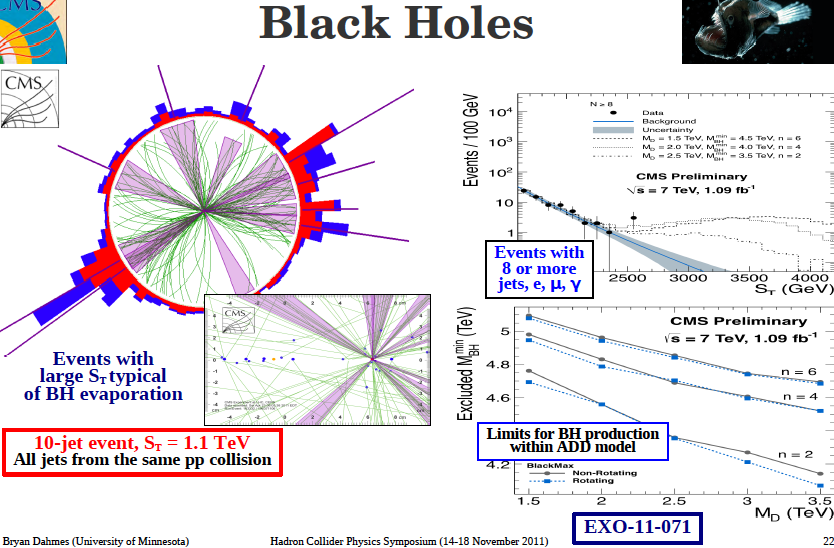 CMS
Black Holes
CMS
N ≥ 8
Data
Background
Uncertainty
M_D = 1.5 TeV, M_BH^min = 4.5 TeV, n = 6
M_D = 2.0 TeV, M_BH^min = 4.0 TeV, n = 4
M_D = 2.5 TeV, M_BH^min = 3.5 TeV, n = 2
CMS Preliminary
√s = 7 TeV, 1.09 fb⁻¹
Events / 100 GeV
10⁴
10³
10²
10
1
2500 3000 3500 4000
S_T (GeV)
Events with
8 or more
jets, e, μ, γ
CMS
Events with
large S_T typical
of BH evaporation
10-jet event, S_T = 1.1 TeV
All jets from the same pp collision
CMS Preliminary
√s = 7 TeV, 1.09 fb⁻¹
Excluded M_BH^min (TeV)
5
4.8
4.6
4.2
n = 6
n = 4
n = 2
Limits for BH production
within ADD model
BlackMax
Non-Rotating
Rotating
1.5 2 2.5 3 3.5
M_D (TeV)
EXO-11-071
Bryan Dahmes (University of Minnesota) Hadron Collider Physics Symposium (14-18 November 2011) 22